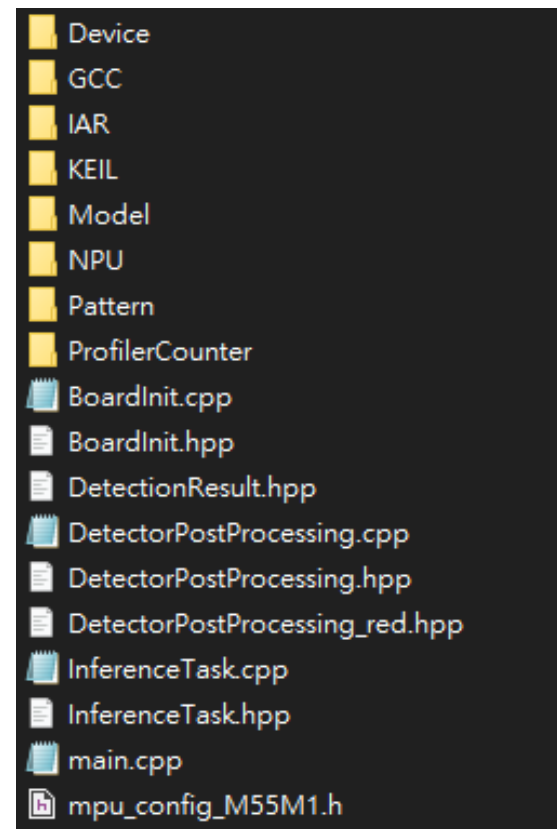 Device
GCC
IAR
KEIL
Model
NPU
Pattern
ProfilerCounter
BoardInit.cpp
BoardInit.hpp
DetectionResult.hpp
DetectorPostProcessing.cpp
DetectorPostProcessing.hpp
DetectorPostProcessing_red.hpp
InferenceTask.cpp
InferenceTask.hpp
main.cpp
mpu_config_M55M1.h